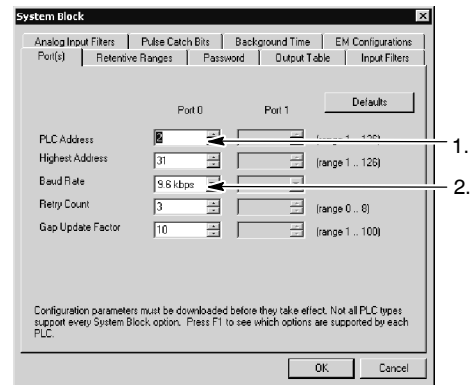 System Block
Analog Input Filters Pulse Catch Bits Background Time EM Configurations
Port(s) Retentive Ranges Password Output Table Input Filters
Port 0 Port 1 Defaults
PLC Address 2 (range 1 .. 126) 1.
Highest Address 31 (range 1 .. 126)
Baud Rate 9.6 kbps 2.
Retry Count 3 (range 0 .. 8)
Gap Update Factor 10 (range 1 .. 100)
Configuration parameters must be downloaded before they take effect. Not all PLC types
support every System Block option. Press F1 to see which options are supported by each
PLC.
OK Cancel